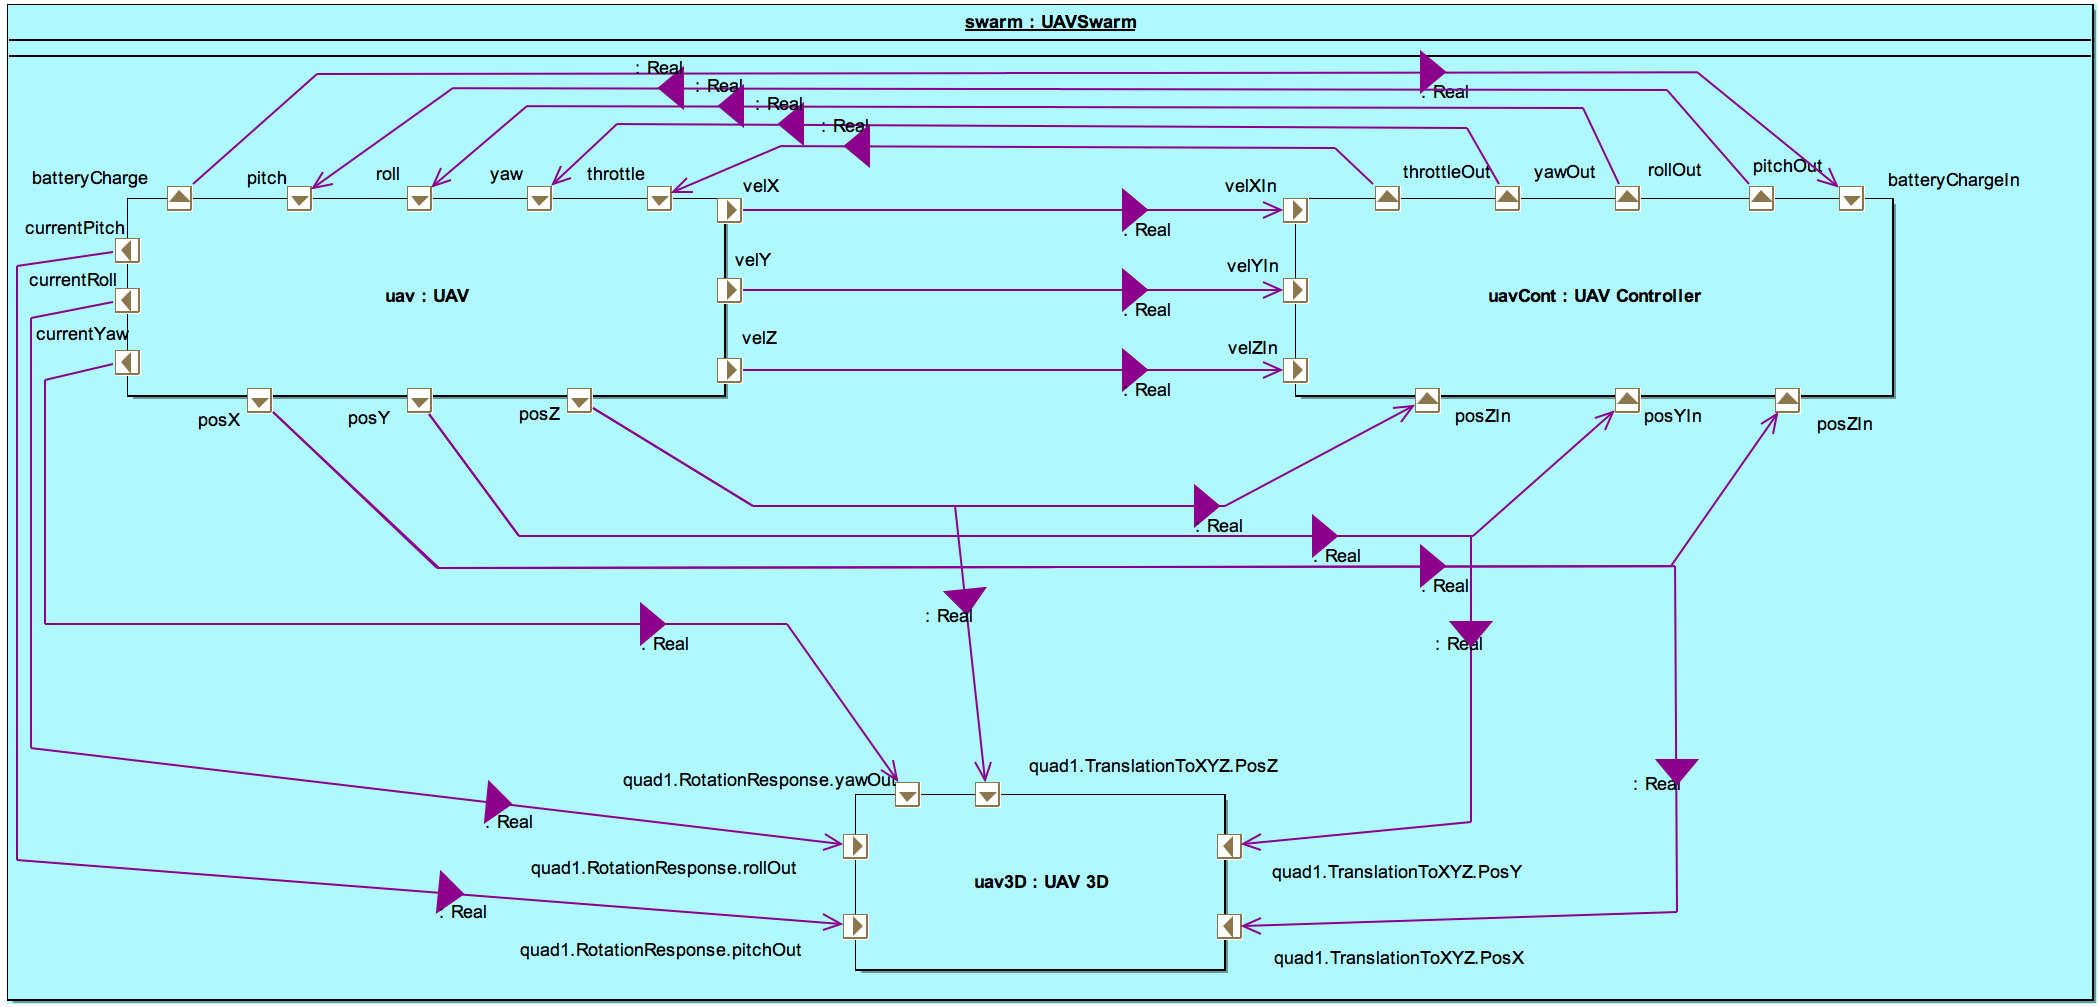 swarm : UAVSwarm
: Real
: Real
: Real
: Real
: Real
batteryCharge
pitch
roll
yaw
throttle
velX
velXIn
throttleOut
yawOut
rollOut
pitchOut
batteryChargeIn
currentPitch
: Real
velY
velYIn
currentRoll
uav : UAV
uavCont : UAV Controller
: Real
currentYaw
velZ
velZIn
: Real
posX
posY
posZ
posZIn
posYIn
posZIn
: Real
: Real
: Real
: Real
: Real
: Real
quad1.RotationResponse.yawOut
quad1.TranslationToXYZ.PosZ
: Real
: Real
quad1.RotationResponse.rollOut
uav3D : UAV 3D
quad1.TranslationToXYZ.PosY
: Real
quad1.RotationResponse.pitchOut
quad1.TranslationToXYZ.PosX